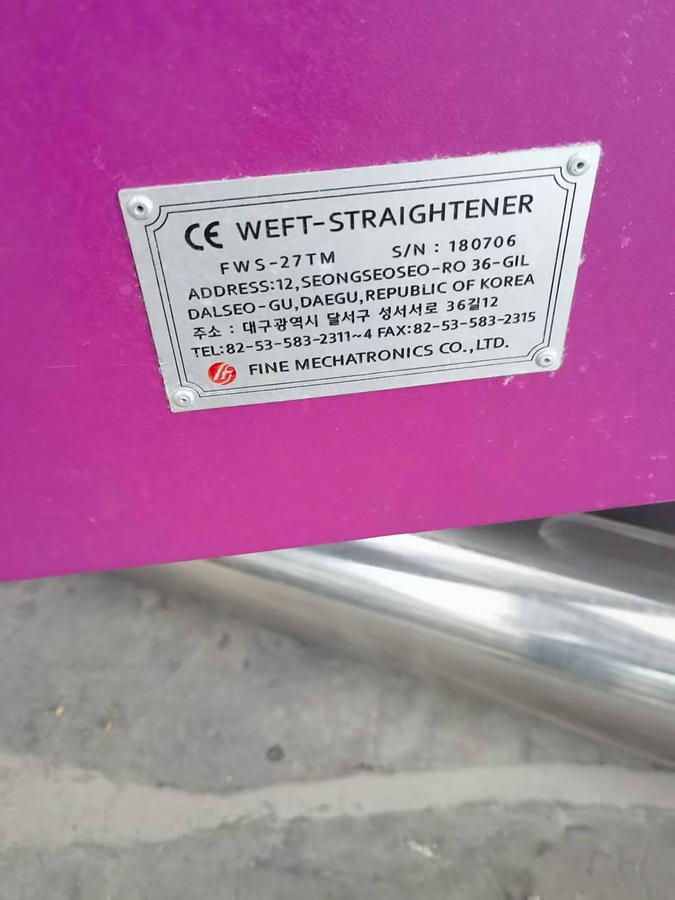 CE WEFT-STRAIGHTENER
FWS-27TM S/N : 180706
ADDRESS:12,SEONGSEOSEO-RO 36-GIL
DALSEO-GU,DAEGU,REPUBLIC OF KOREA
주소 : 대구광역시 달서구 성서서로 36길12
TEL:82-53-583-2311~4 FAX:82-53-583-2315
FINE MECHATRONICS CO.,LTD.